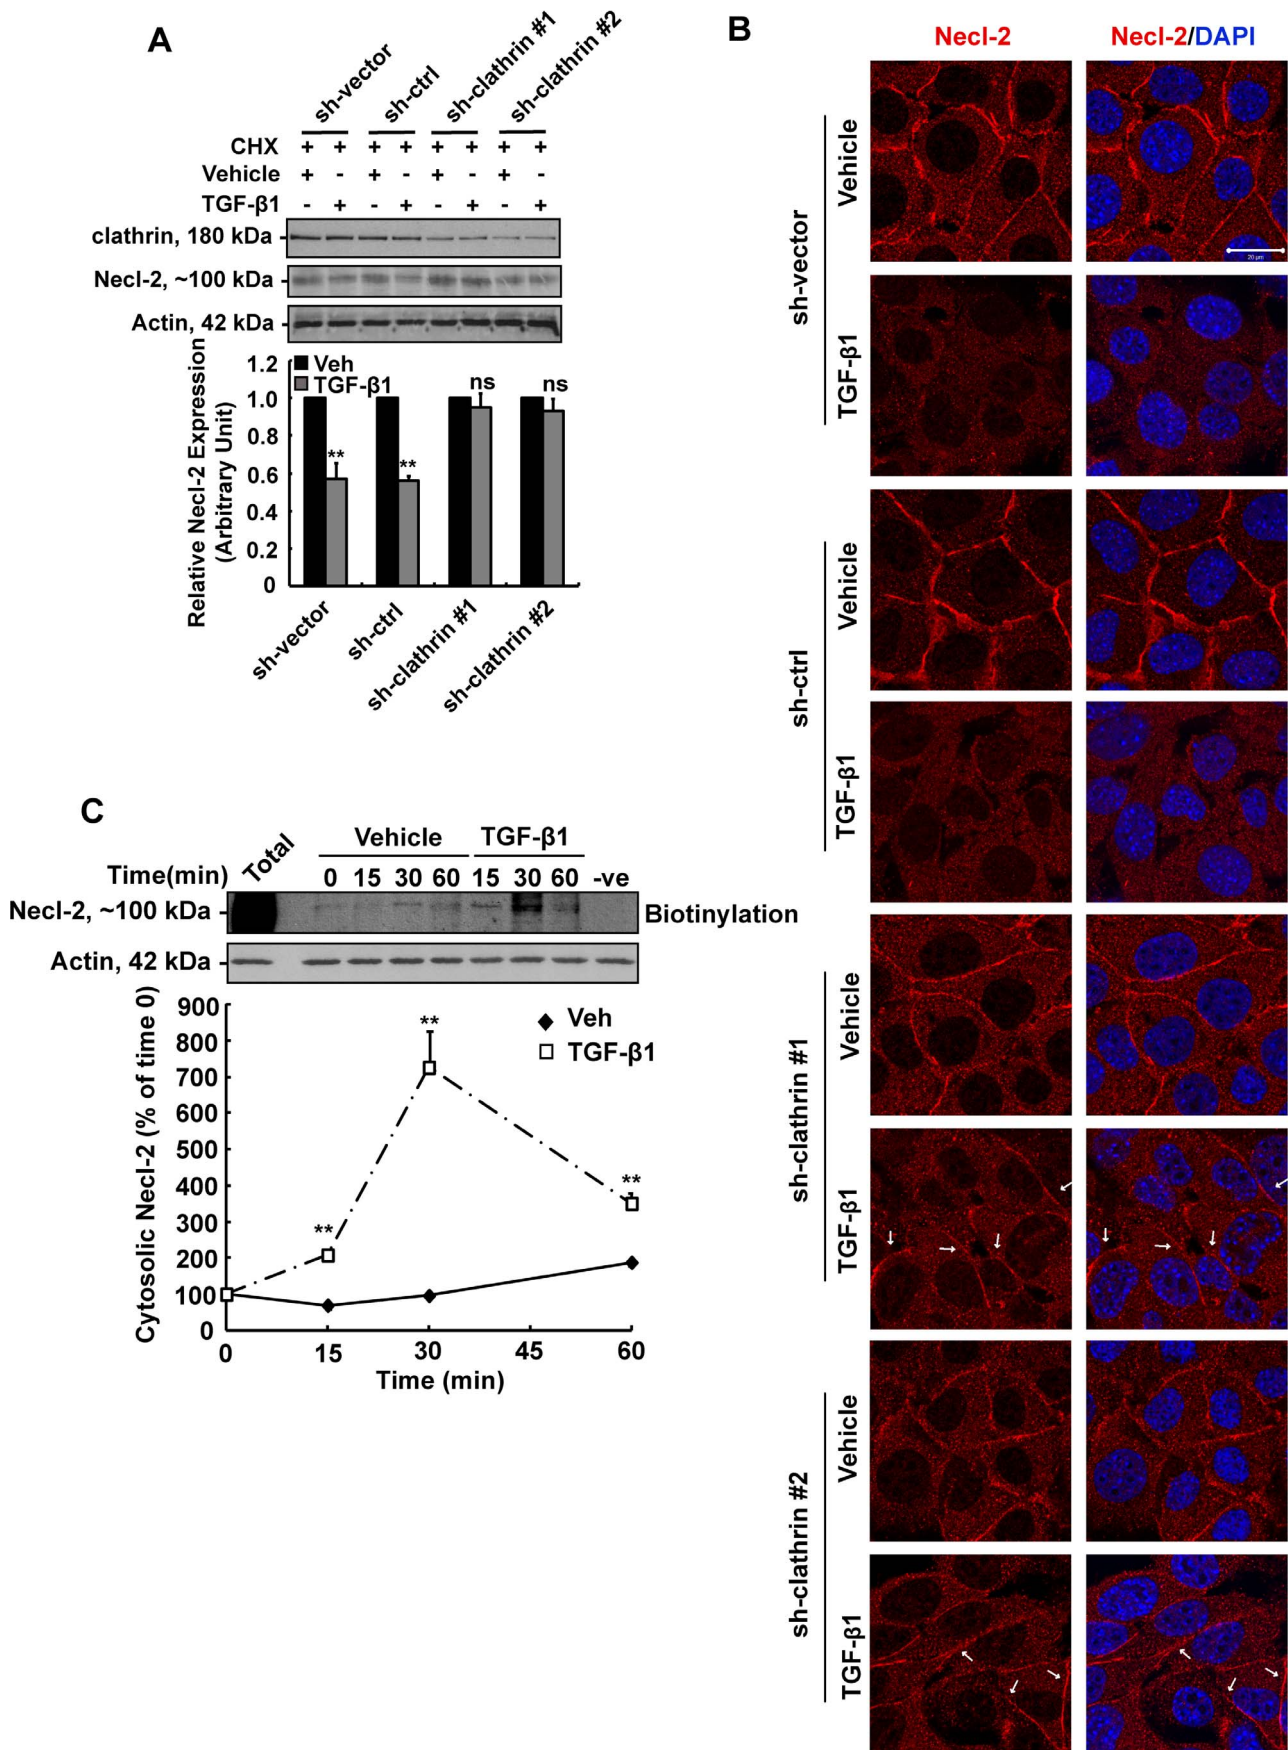 A
sh-vector
sh-ctrl
sh-clathrin #1
sh-clathrin #2
CHX + + + + + + + +
Vehicle + - + - + - + -
TGF-β1 - + - + - + - +
clathrin, 180 kDa
Necl-2, ~100 kDa
Actin, 42 kDa
Relative Necl-2 Expression
(Arbitrary Unit)
1.2
1.0
0.8
0.6
0.4
0.2
0
Veh
TGF-β1
**
**
ns
ns
sh-vector
sh-ctrl
sh-clathrin #1
sh-clathrin #2
B
Necl-2
Necl-2/DAPI
sh-vector
Vehicle
20 μm
TGF-β1
sh-ctrl
Vehicle
TGF-β1
sh-clathrin #1
Vehicle
TGF-β1
sh-clathrin #2
Vehicle
TGF-β1
C
Total
Vehicle
TGF-β1
Time(min) 0 15 30 60 15 30 60 -ve
Necl-2, ~100 kDa
Biotinylation
Actin, 42 kDa
Cytosolic Necl-2 (% of time 0)
900
800
700
600
500
400
300
200
100
0
Veh
TGF-β1
**
**
**
0 15 30 45 60
Time (min)